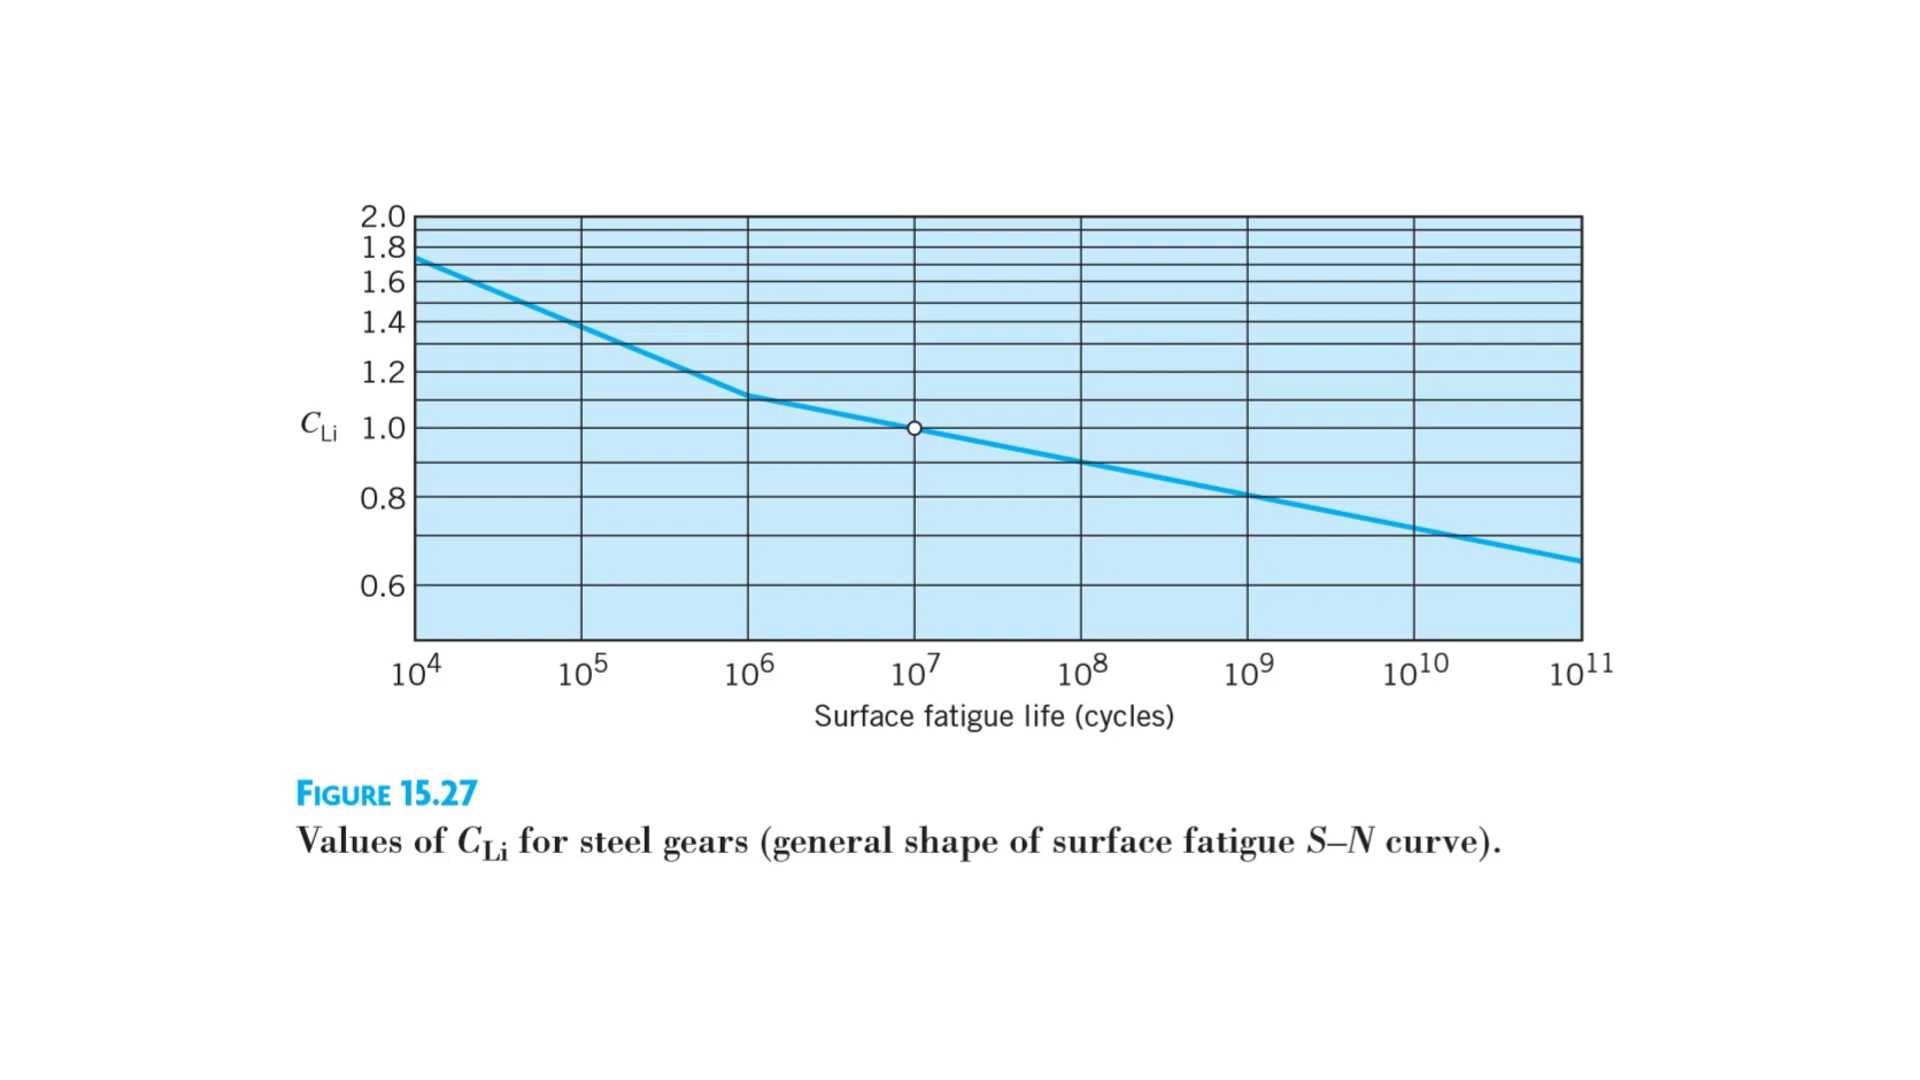 2.0
1.8
1.6
1.4
1.2
C_Li 1.0
0.8
0.6
10^4 10^5 10^6 10^7 10^8 10^9 10^10 10^11
Surface fatigue life (cycles)
FIGURE 15.27
Values of C_Li for steel gears (general shape of surface fatigue S–N curve).